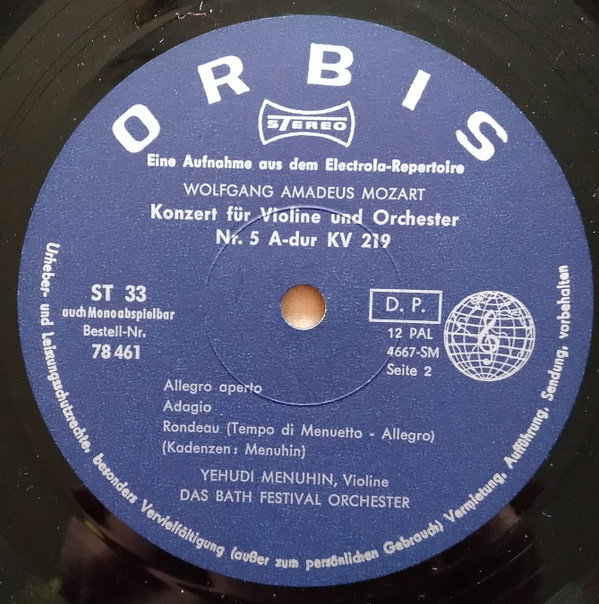 ORBIS
STEREO
Eine Aufnahme aus dem Electrola-Repertoire
WOLFGANG AMADEUS MOZART
Konzert für Violine und Orchester
Nr. 5 A-dur KV 219
ST 33
auch Mono abspielbar
Bestell-Nr.
78 461
D. P.
12 PAL
4667-SM
Seite 2
Allegro aperto
Adagio
Rondeau (Tempo di Menuetto - Allegro)
(Kadenzen: Menuhin)
YEHUDI MENUHIN, Violine
DAS BATH FESTIVAL ORCHESTER
Urheber- und Leistungsschutzrechte, besonders Vervielfältigung (außer zum persönlichen Gebrauch) Vermietung, Aufführung, Sendung, vorbehalten